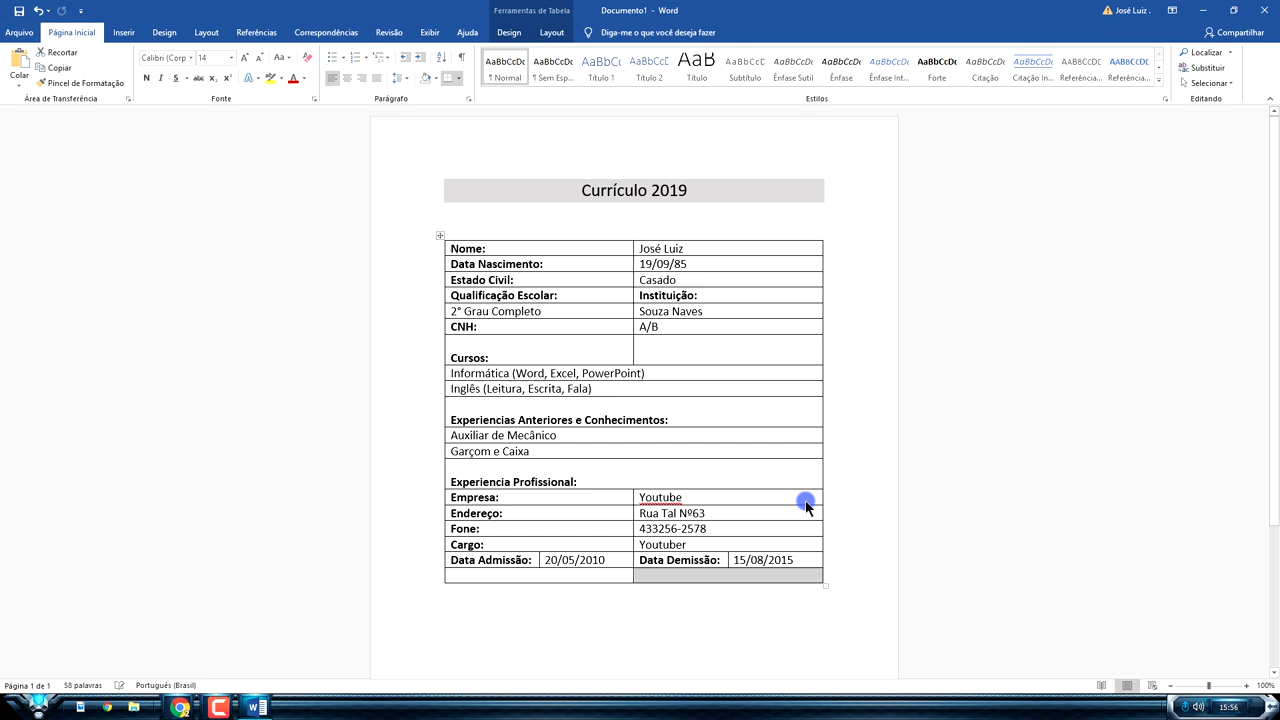 Documento1 - Word
Ferramentas de Tabela
José Luiz .
Arquivo Página Inicial Inserir Design Layout Referências Correspondências Revisão Exibir Ajuda Design Layout Diga-me o que você deseja fazer Compartilhar
Colar
Recortar
Copiar
Pincel de Formatação
Área de Transferência
Calibri (Corp 14
N I S abc x₂ x²
Fonte
Parágrafo
AaBbCcDc AaBbCcDc AaBbCc AaBbCcC AaB AaBbCcC AaBbCcDc AaBbCcDc AaBbCcDc AaBbCcDc AaBbCcDc AaBbCcDc AABBCCDC AABBCCDC
¶ Normal ¶ Sem Esp... Título 1 Título 2 Título Subtítulo Ênfase Sutil Ênfase Ênfase Int... Forte Citação Citação In... Referência... Referência...
Estilos
Localizar
Substituir
Selecionar
Editando
Currículo 2019
Nome: José Luiz
Data Nascimento: 19/09/85
Estado Civil: Casado
Qualificação Escolar: Instituição:
2° Grau Completo Souza Naves
CNH: A/B
Cursos:
Informática (Word, Excel, PowerPoint)
Inglês (Leitura, Escrita, Fala)
Experiencias Anteriores e Conhecimentos:
Auxiliar de Mecânico
Garçom e Caixa
Experiencia Profissional:
Empresa: Youtube
Endereço: Rua Tal Nº63
Fone: 433256-2578
Cargo: Youtuber
Data Admissão: 20/05/2010 Data Demissão: 15/08/2015
Página 1 de 1 58 palavras Português (Brasil) 100%
15:56